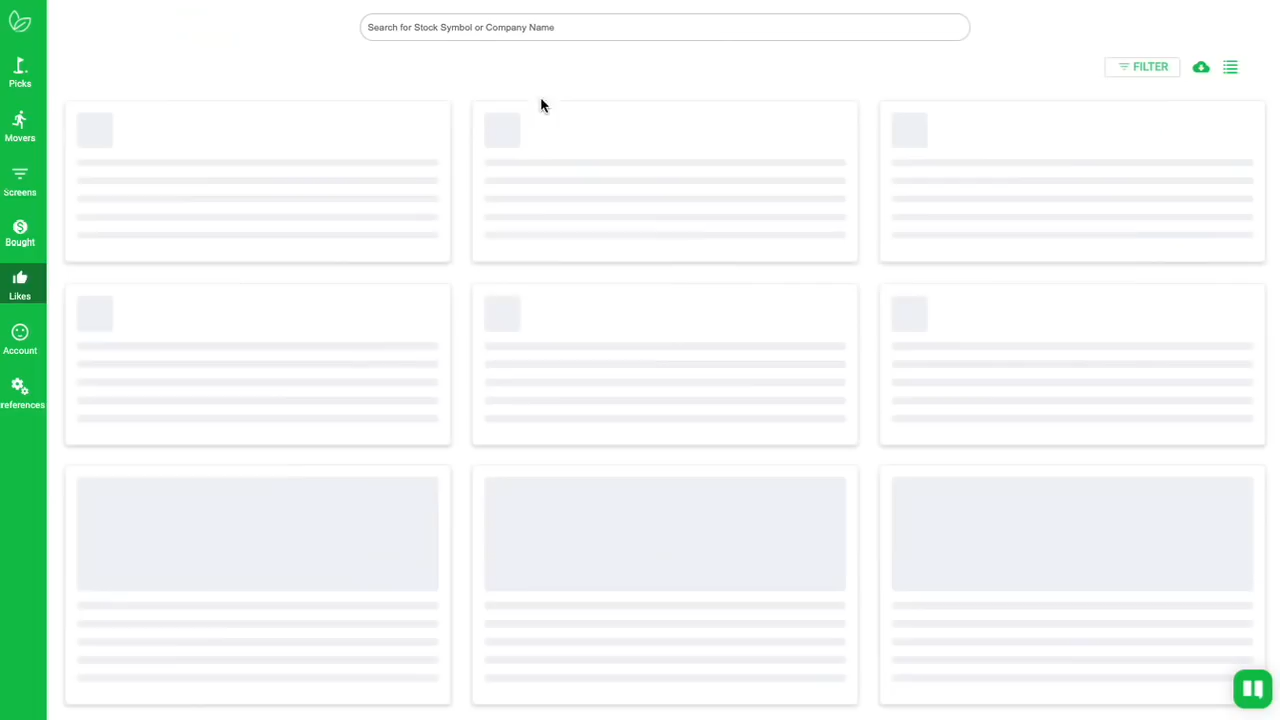 Search for Stock Symbol or Company Name
FILTER
Picks
Movers
Screens
Bought
Likes
Account
references